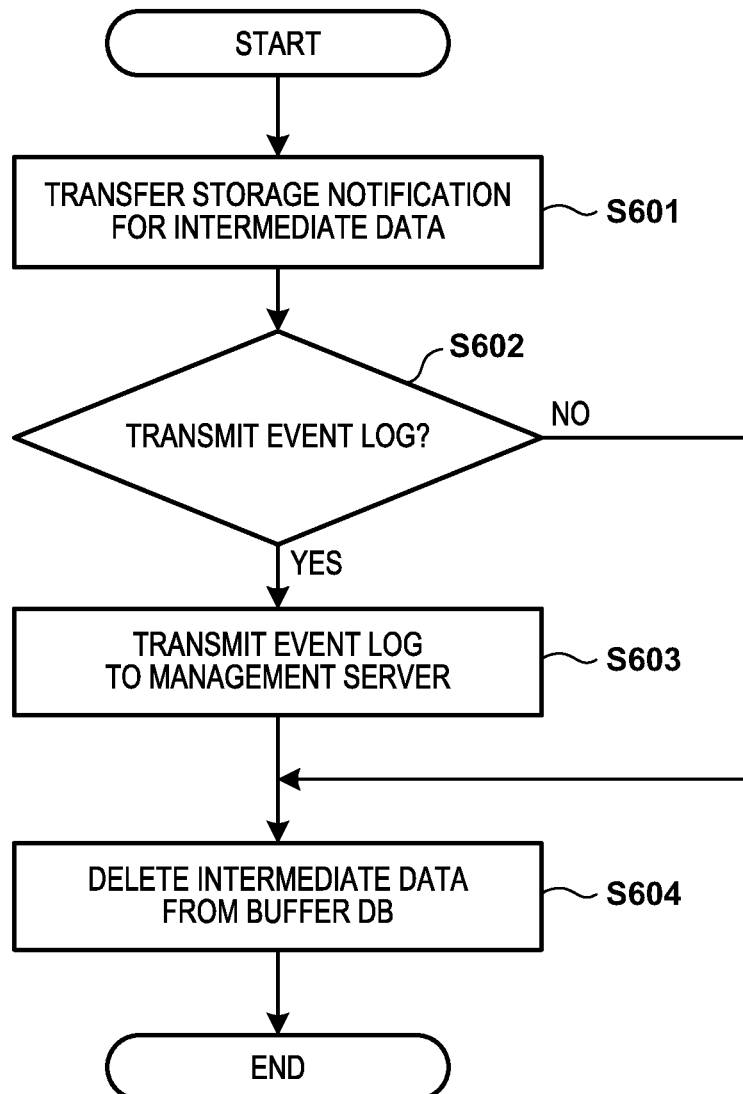 START
TRANSFER STORAGE NOTIFICATION
FOR INTERMEDIATE DATA
S601
S602
TRANSMIT EVENT LOG?
NO
YES
TRANSMIT EVENT LOG
TO MANAGEMENT SERVER
S603
DELETE INTERMEDIATE DATA
FROM BUFFER DB
S604
END